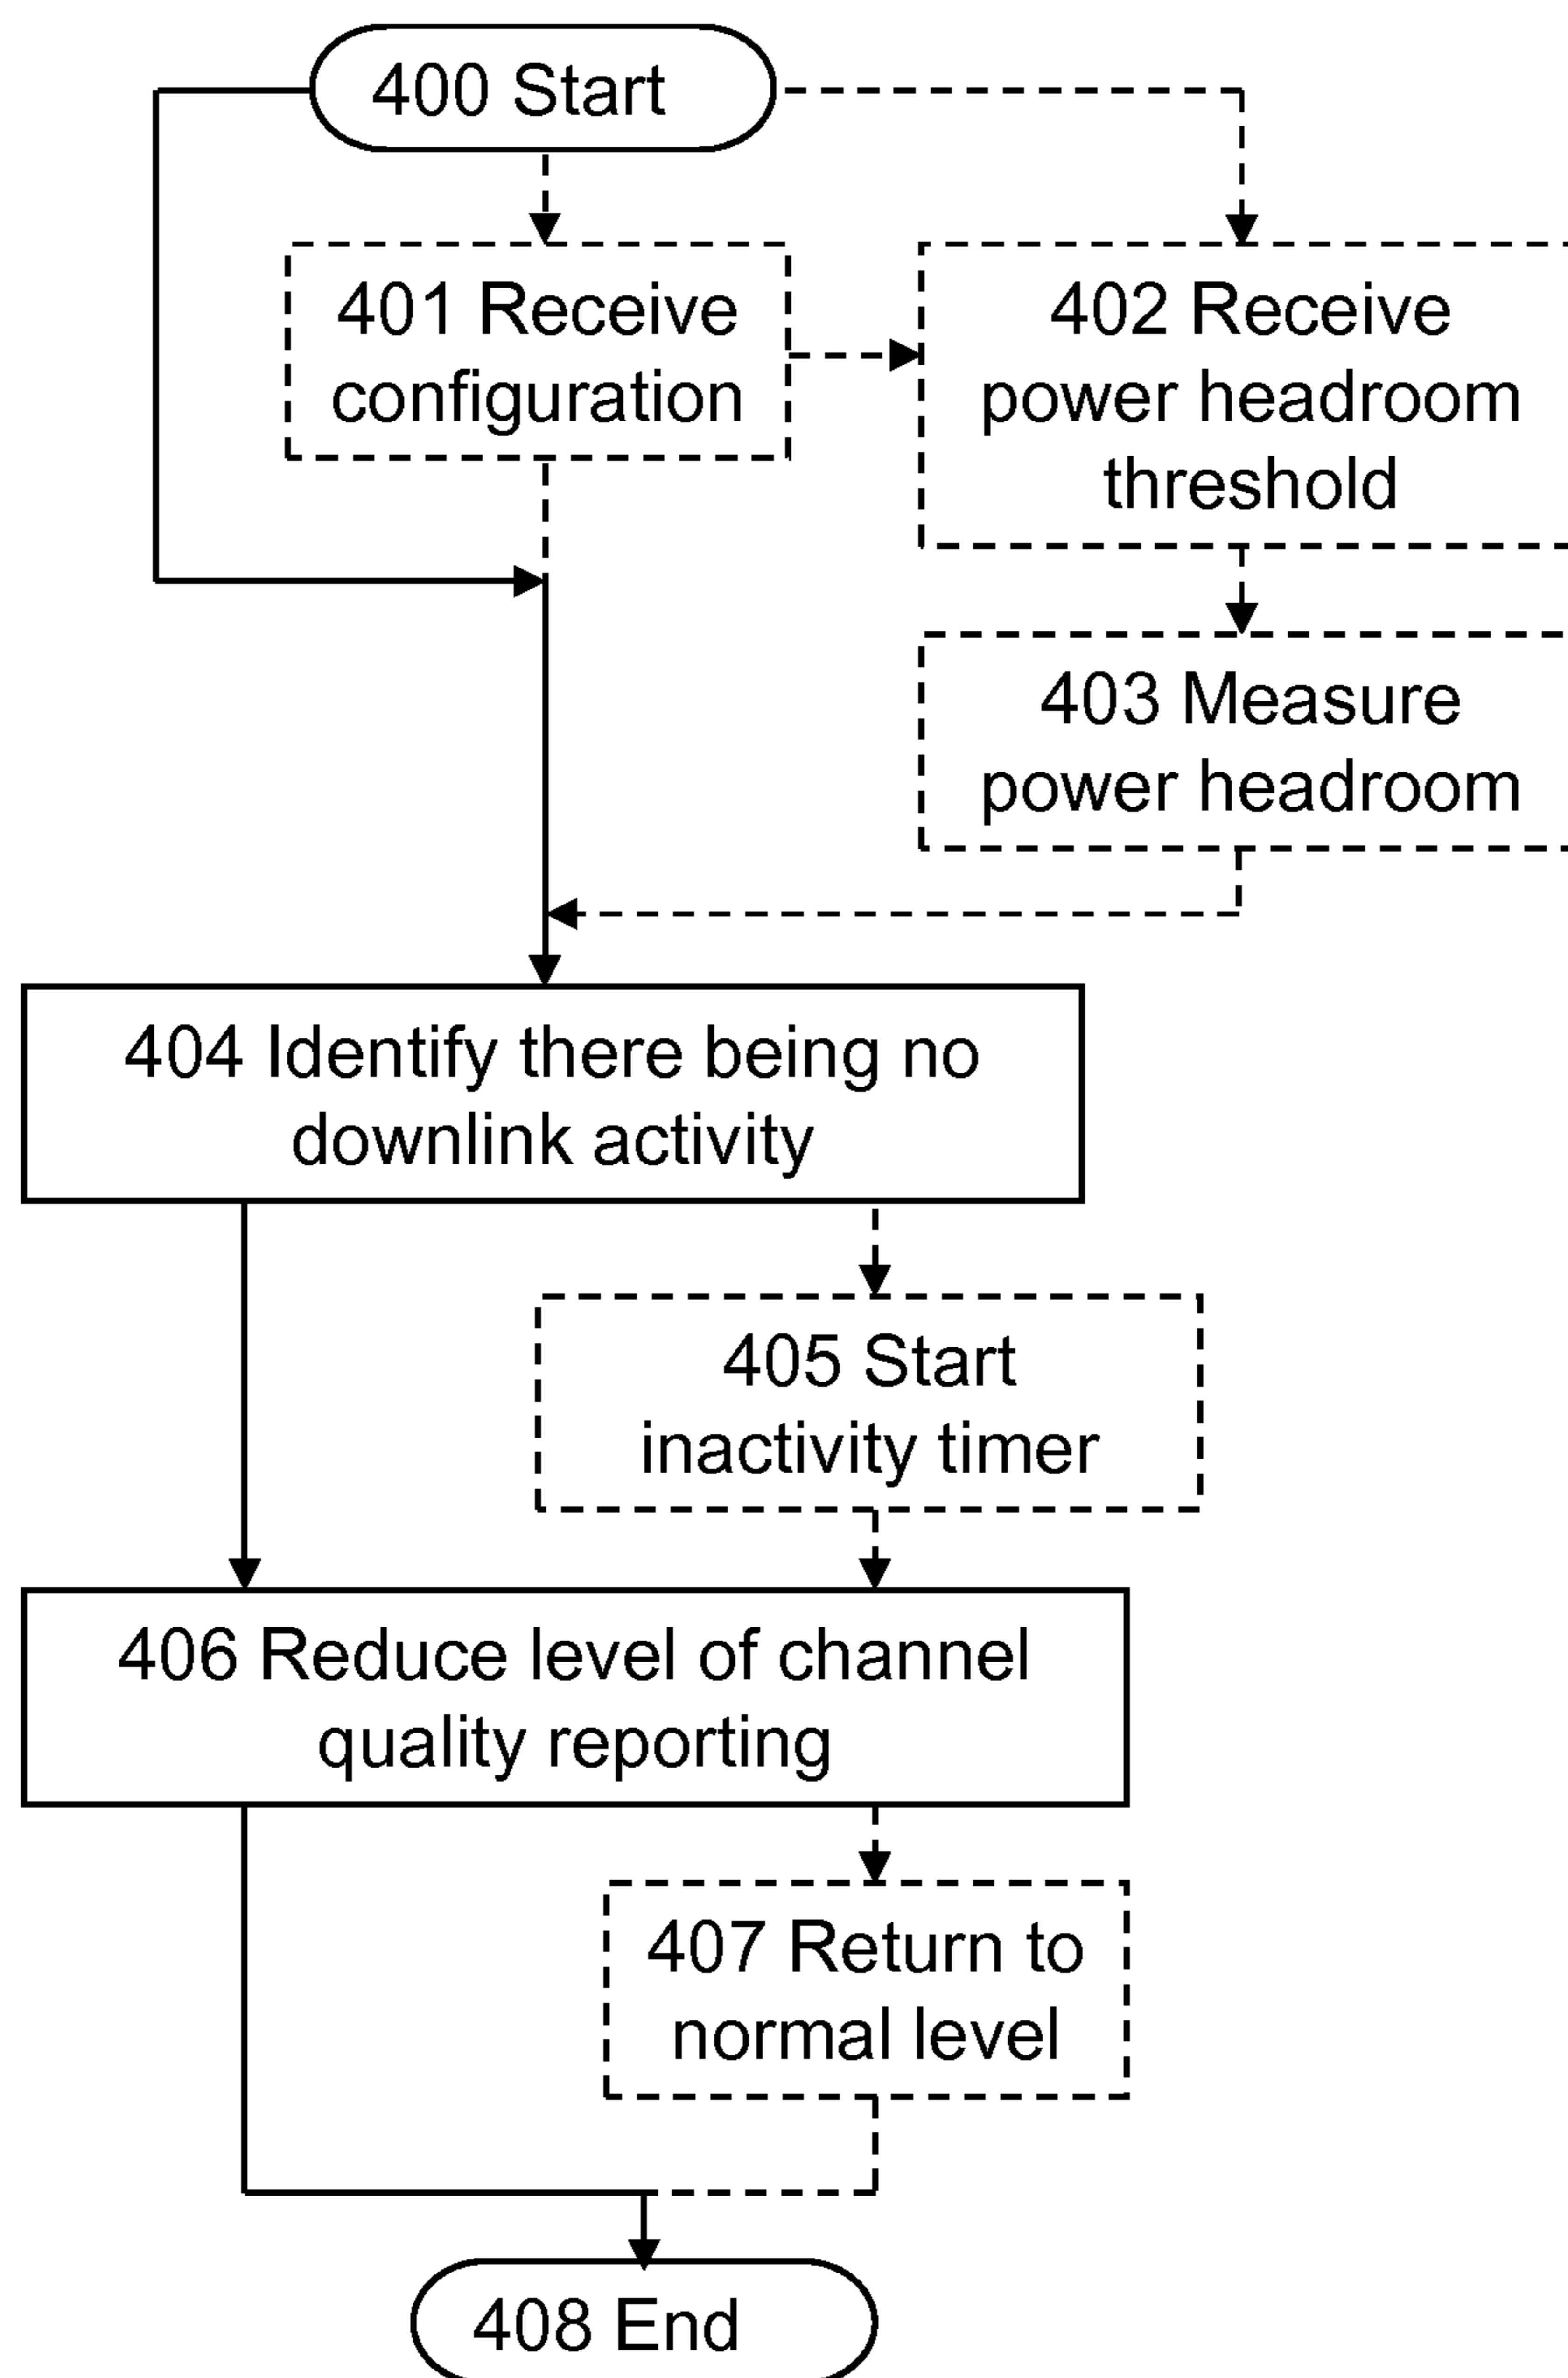 400 Start
401 Receive
configuration
402 Receive
power headroom
threshold
403 Measure
power headroom
404 Identify there being no
downlink activity
405 Start
inactivity timer
406 Reduce level of channel
quality reporting
407 Return to
normal level
408 End